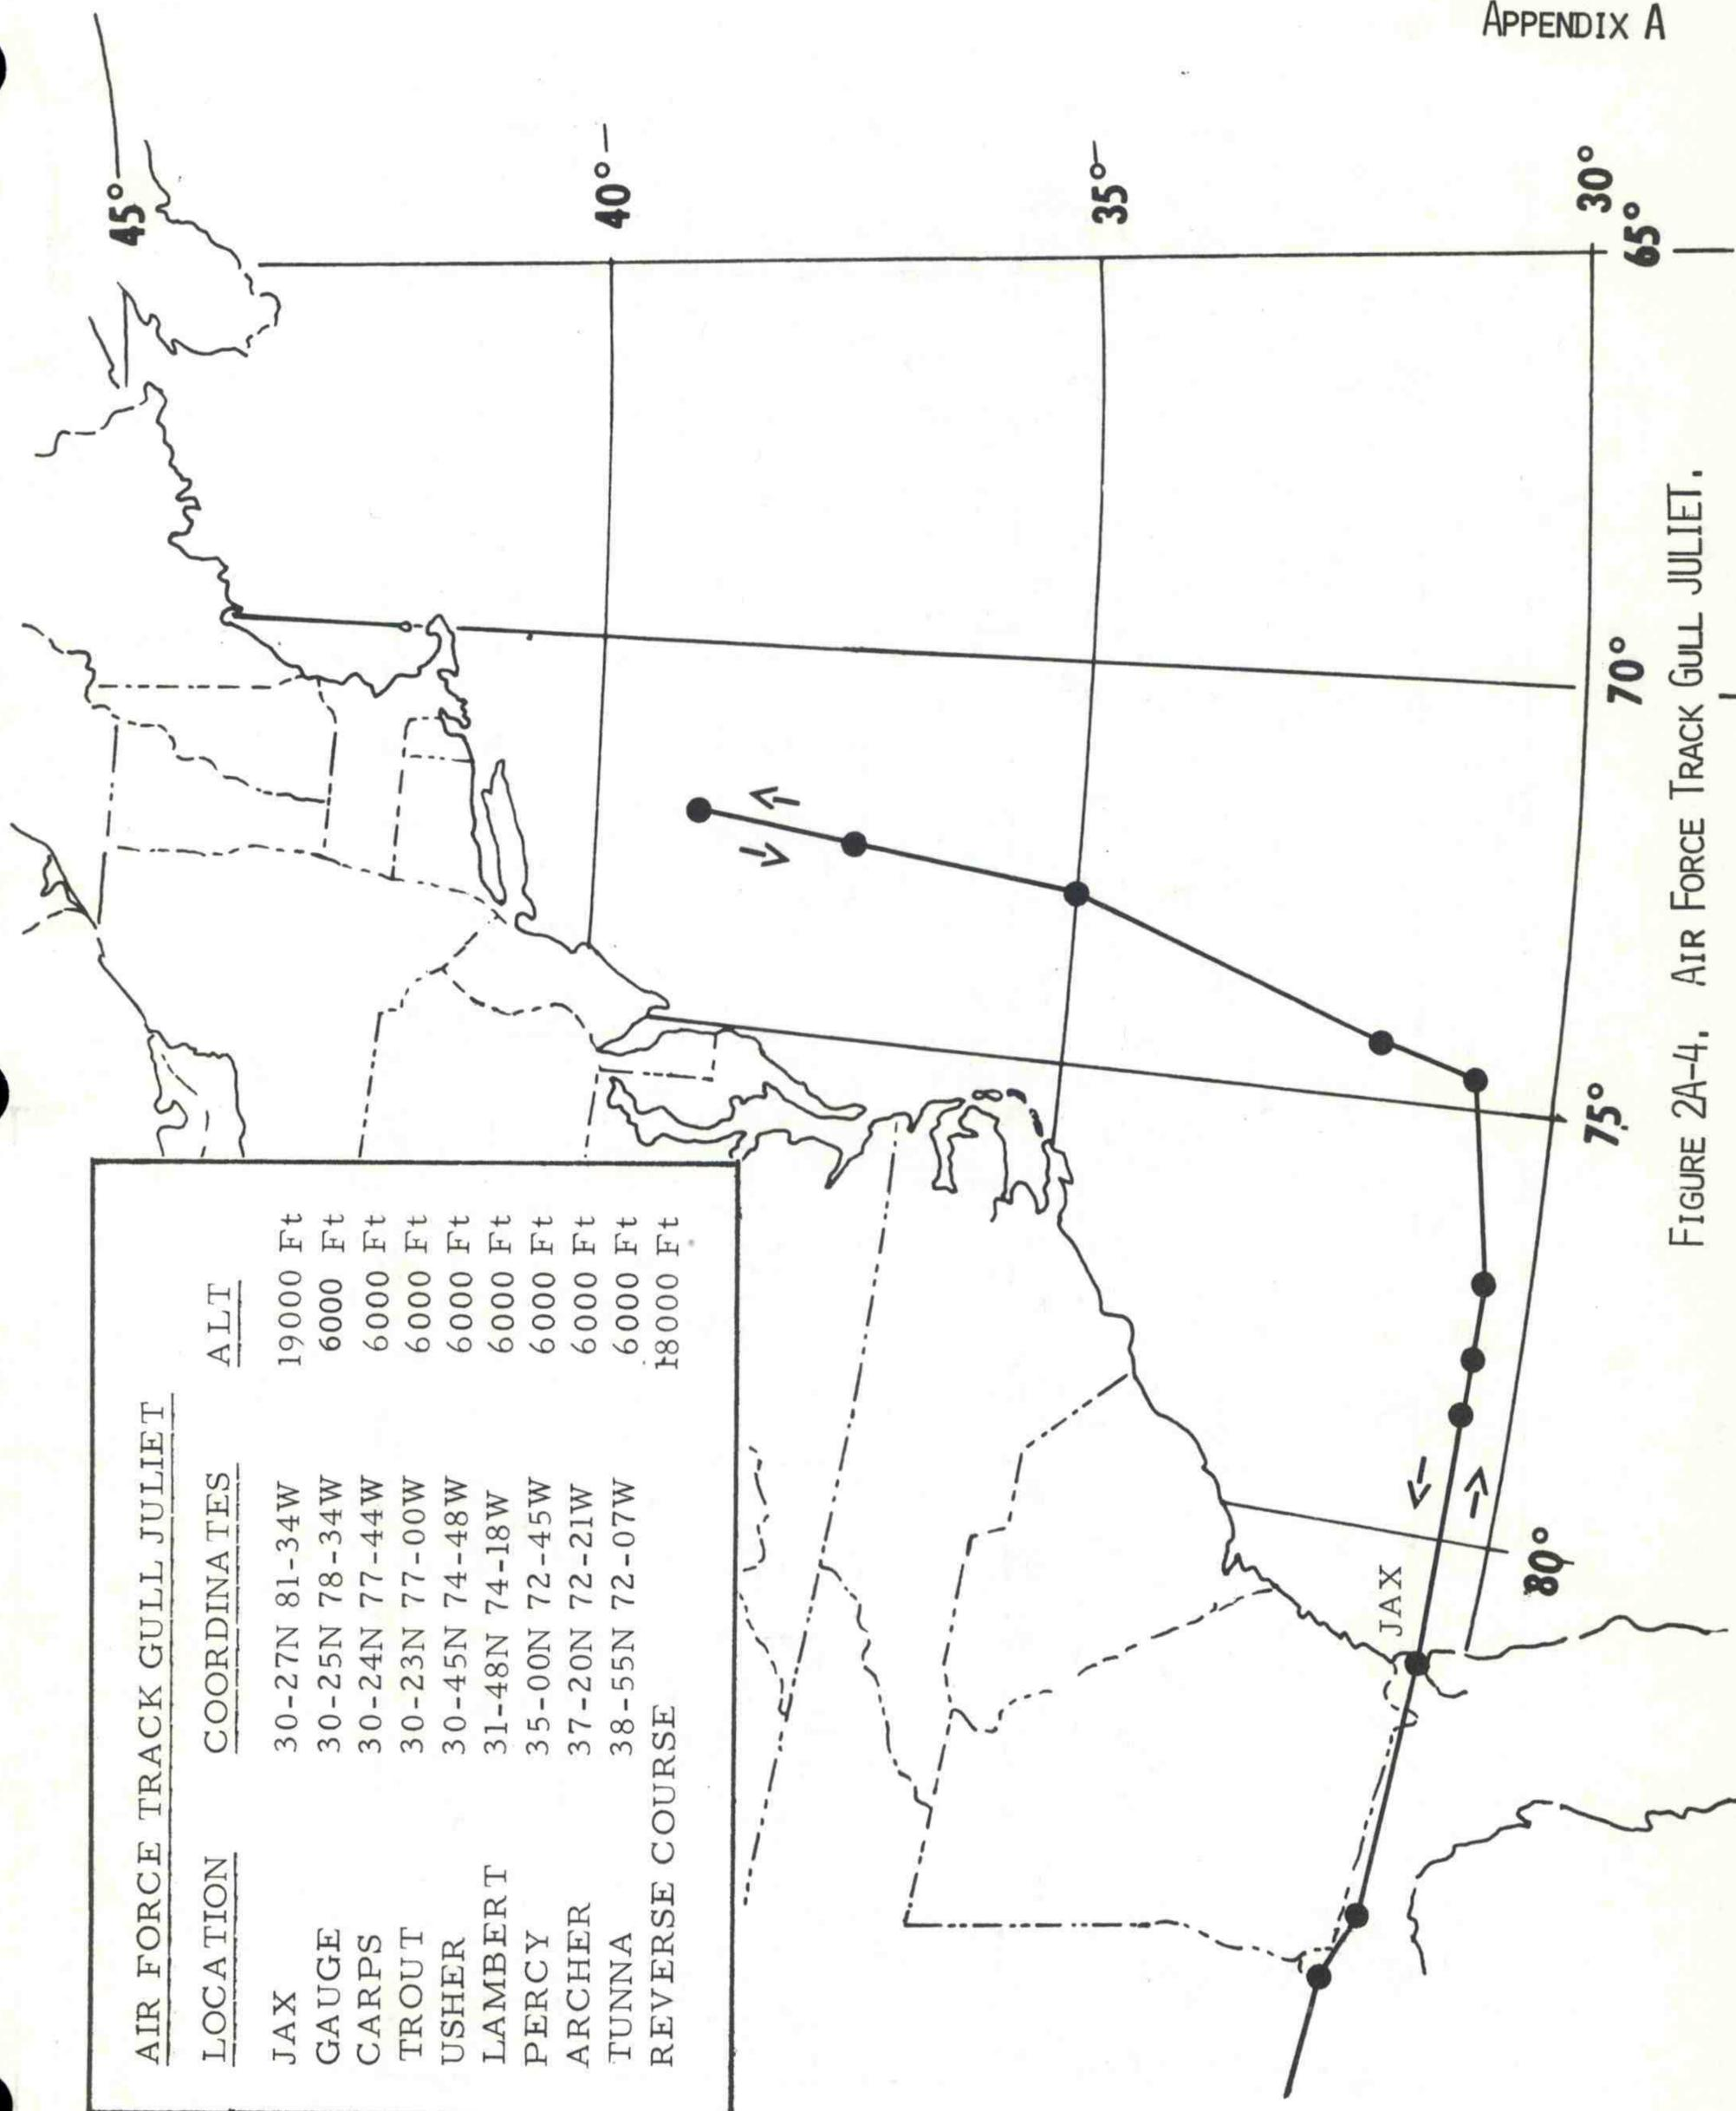 APPENDIX A
AIR FORCE TRACK GULL JULIET
LOCATION COORDINATES ALT
JAX 30-27N 81-34W 19000 Ft
GAUGE 30-25N 78-34W 6000 Ft
CARPS 30-24N 77-44W 6000 Ft
TROUT 30-23N 77-00W 6000 Ft
USHER 30-45N 74-48W 6000 Ft
LAMBERT 31-48N 74-18W 6000 Ft
PERCY 35-00N 72-45W 6000 Ft
ARCHER 37-20N 72-21W 6000 Ft
TUNNA 38-55N 72-07W 6000 Ft
REVERSE COURSE 18000 Ft
45°
40°
35°
30°
65°
70°
75°
80°
JAX
FIGURE 2A-4. AIR FORCE TRACK GULL JULIET.